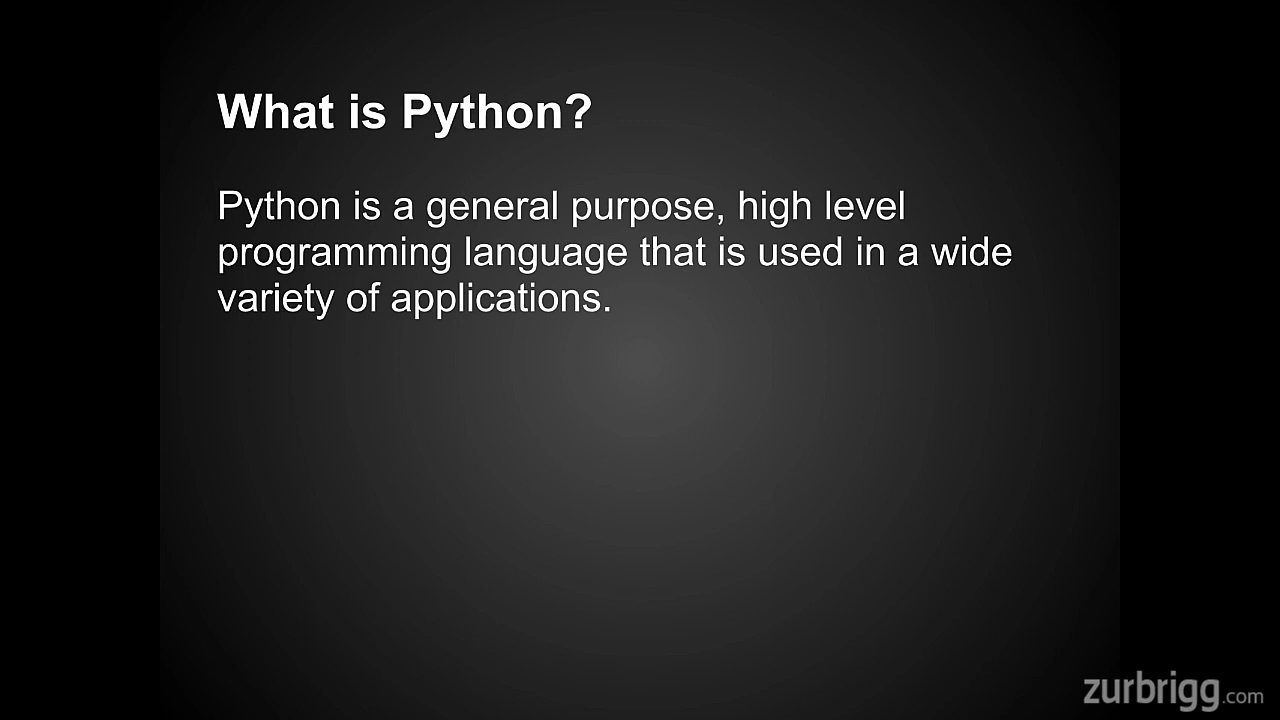 What is Python?
Python is a general purpose, high level
programming language that is used in a wide
variety of applications.
zurbrigg.com